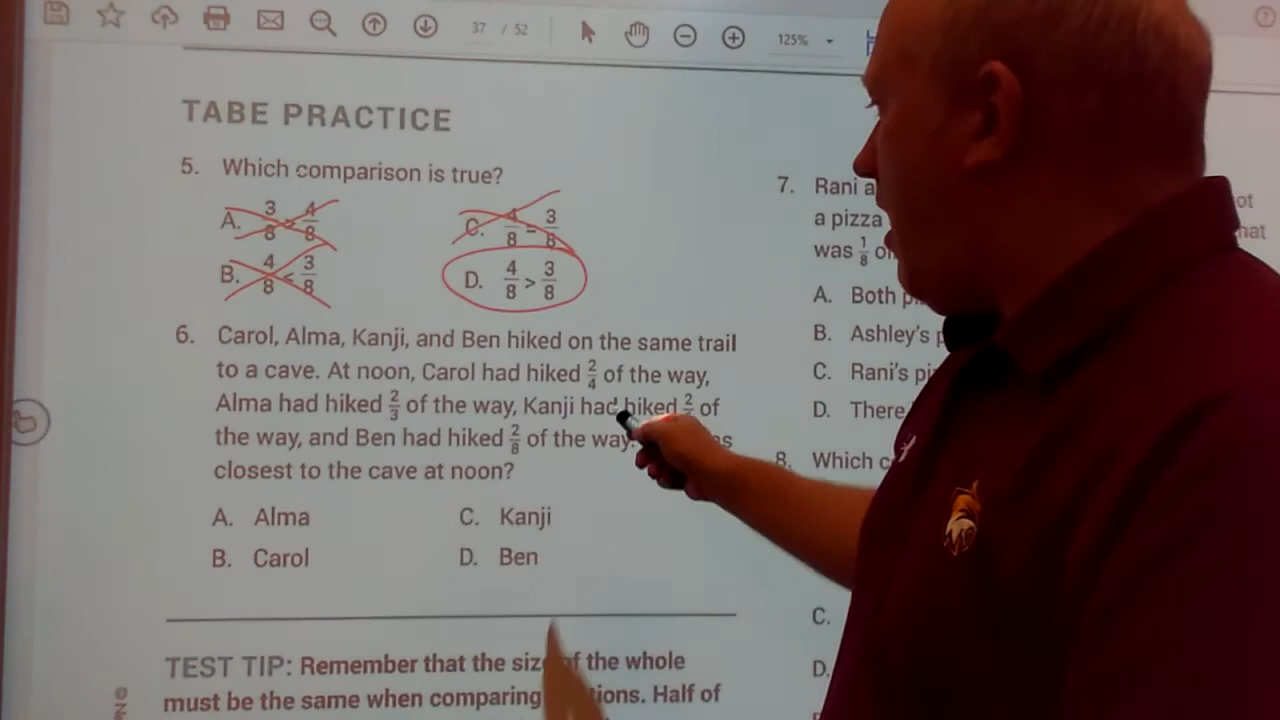 37 / 52
125%
TABE PRACTICE
5. Which comparison is true?
A. 3/8 > 4/8
B. 4/8 < 3/8
C. 4/8 = 3/8
D. 4/8 > 3/8
6. Carol, Alma, Kanji, and Ben hiked on the same trail
to a cave. At noon, Carol had hiked 2/4 of the way,
Alma had hiked 2/3 of the way, Kanji had hiked of
the way, and Ben had hiked 2/8 of the way.
closest to the cave at noon?
A. Alma
B. Carol
C. Kanji
D. Ben
TEST TIP: Remember that the size of the whole
must be the same when comparing Half of
7. Rani
a pizza
was 1/8
A. Both
B. Ashley's
C. Rani's
D. There
8. Which
C.
D.